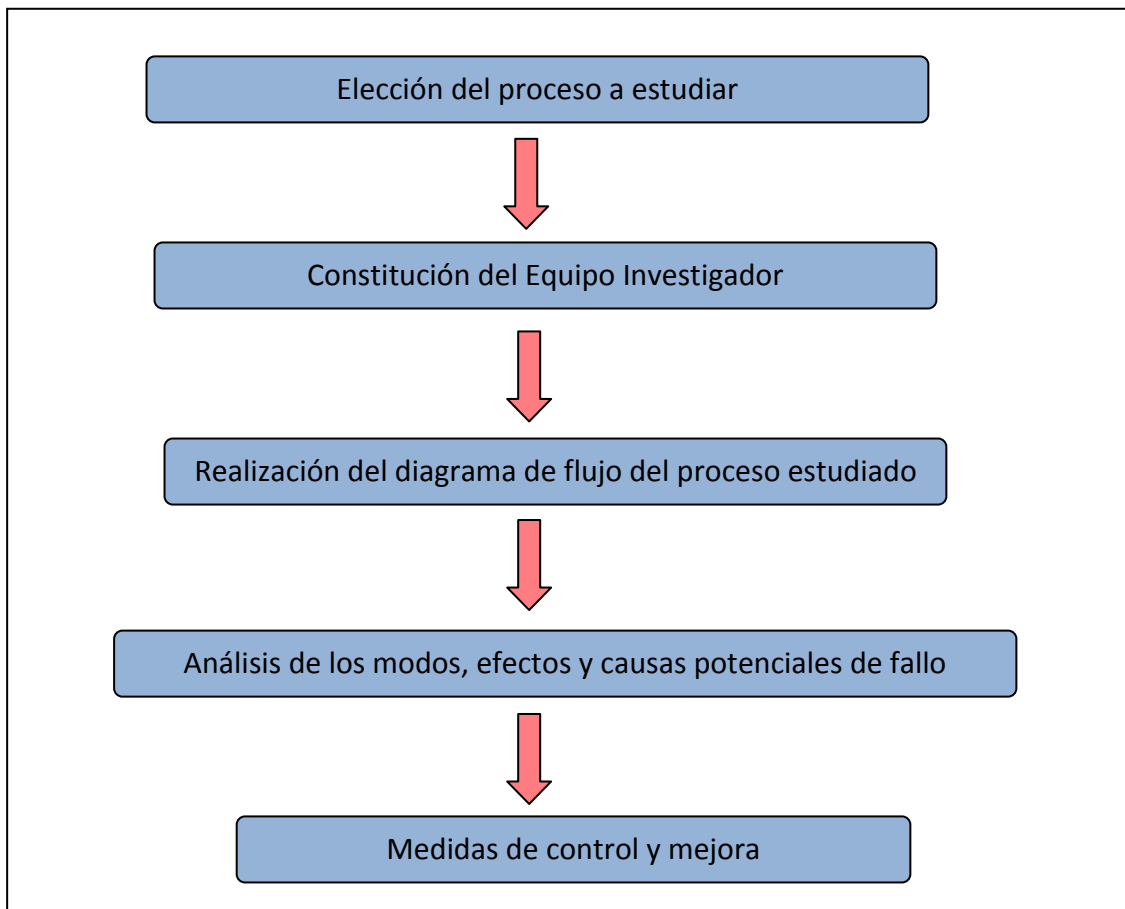 Elección del proceso a estudiar
Constitución del Equipo Investigador
Realización del diagrama de flujo del proceso estudiado
Análisis de los modos, efectos y causas potenciales de fallo
Medidas de control y mejora